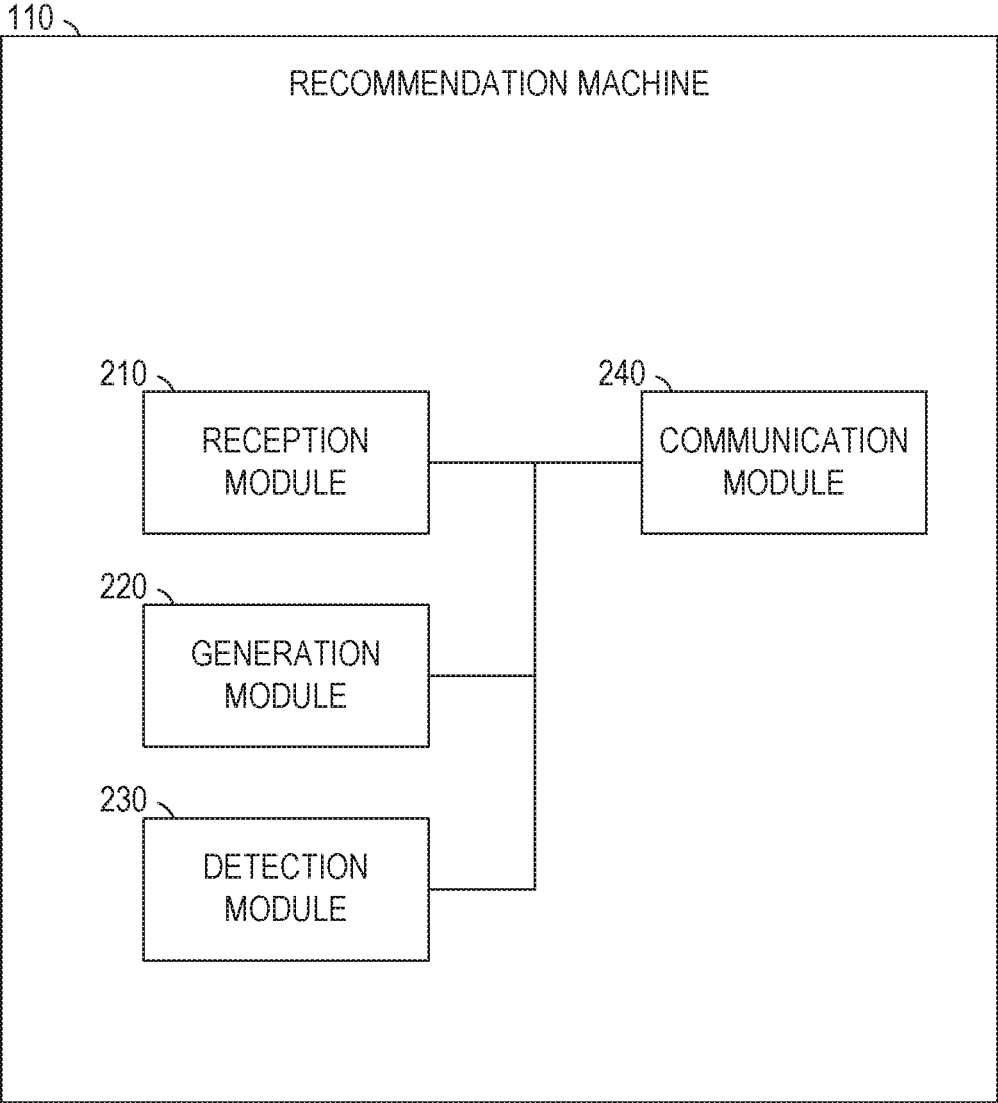 110
RECOMMENDATION MACHINE
210
RECEPTION
MODULE
240
COMMUNICATION
MODULE
220
GENERATION
MODULE
230
DETECTION
MODULE